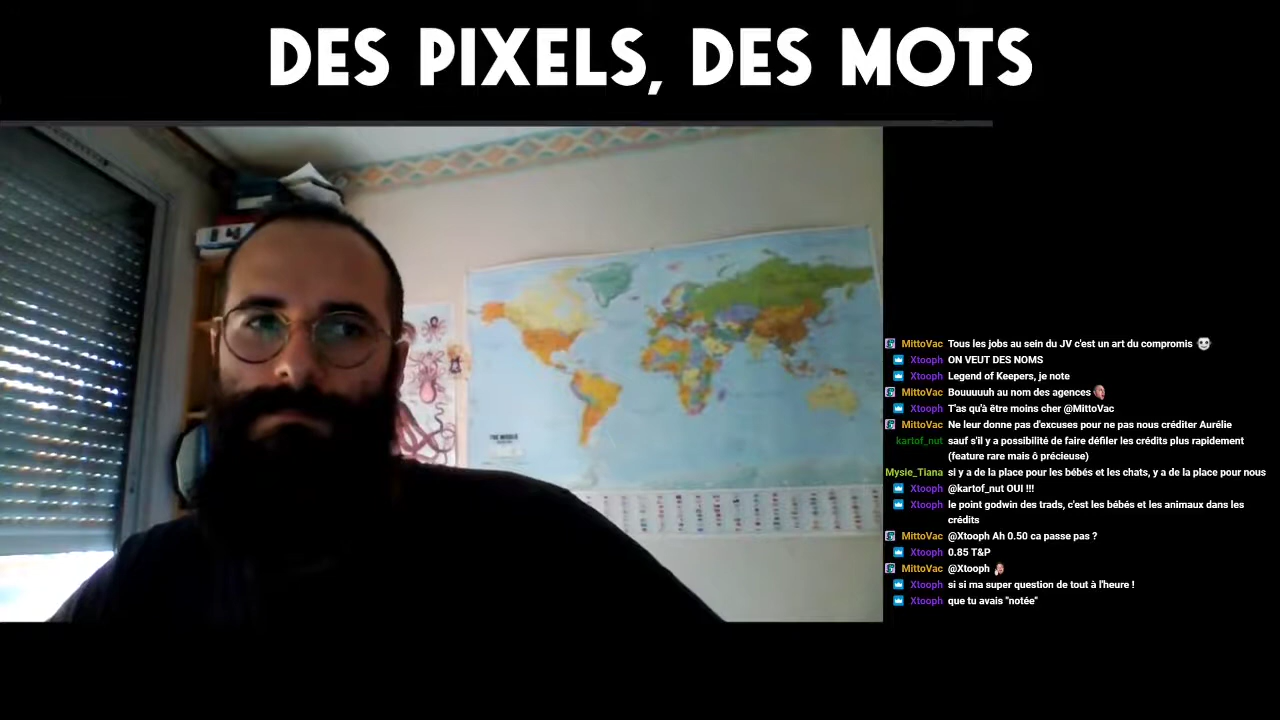 DES PIXELS, DES MOTS
MittoVac Tous les jobs au sein du JV c'est un art du compromis
Xtooph ON VEUT DES NOMS
Xtooph Legend of Keepers, je note
MittoVac Bouuuuuh au nom des agences
Xtooph T'as qu'à être moins cher @MittoVac
MittoVac Ne leur donne pas d'excuses pour ne pas nous créditer Aurélie
kartof_nut sauf s'il y a possibilité de faire défiler les crédits plus rapidement
(feature rare mais ô précieuse)
Mysie_Tiana si y a de la place pour les bébés et les chats, y a de la place pour nous
Xtooph @kartof_nut OUI !!!
Xtooph le point godwin des trads, c'est les bébés et les animaux dans les
crédits
MittoVac @Xtooph Ah 0.50 ca passe pas ?
Xtooph 0.85 T&P
MittoVac @Xtooph
Xtooph si si ma super question de tout à l'heure !
Xtooph que tu avais "notée"